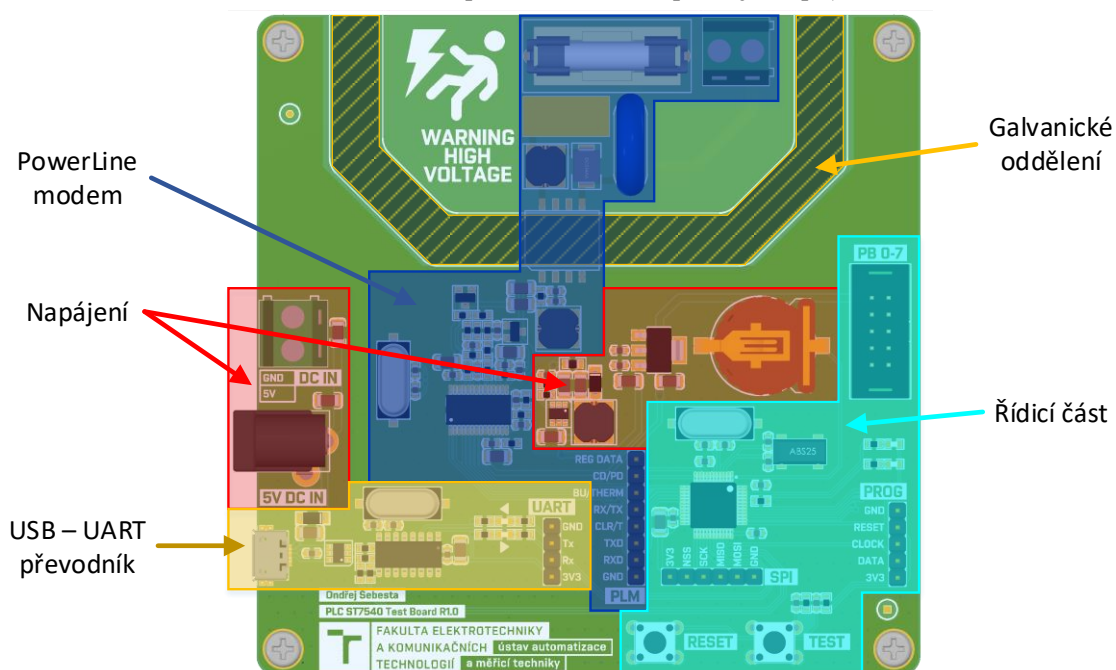 WARNING
HIGH
VOLTAGE
Galvanické
oddělení
PowerLine
modem
PB 0-7
Napájení
GND
DC IN
5V
5V DC IN
Řídicí část
ABS25
REG DATA
CD/PD
BU/THERM
RX/TX
CLR/T
TXD
RXD
GND
PLM
USB – UART
převodník
UART
GND
Tx
Rx
3V3
3V3
NSS
SCK
MISO
MOSI
GND
SPI
PROG
GND
RESET
CLOCK
DATA
3V3
Ondřej Sebesta
PLC ST7540 Test Board R1.0
FAKULTA ELEKTROTECHNIKY
A KOMUNIKAČNÍCH
TECHNOLOGIÍ
ústav automatizace
a měřicí techniky
RESET
TEST